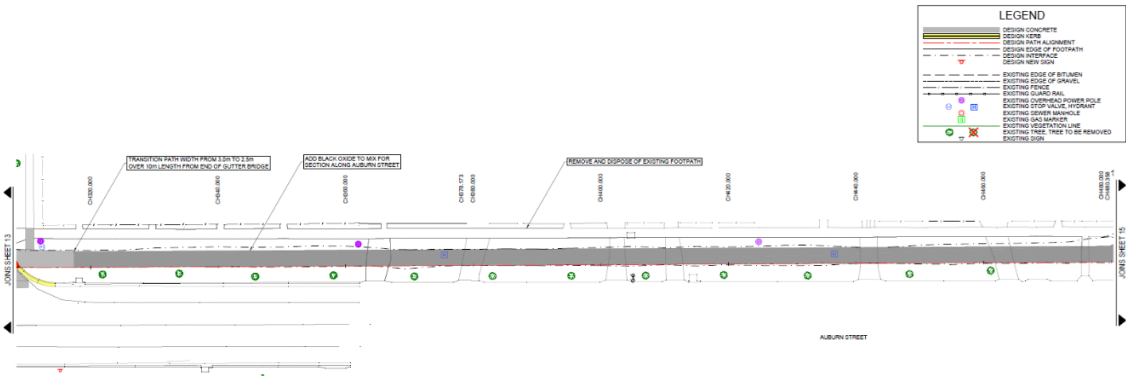 LEGEND
DESIGN CONCRETE
DESIGN KERB
DESIGN PATH ALIGNMENT
DESIGN EDGE OF FOOTPATH
DESIGN INTERFACE
DESIGN NEW SIGN
EXISTING EDGE OF BITUMEN
EXISTING EDGE OF GRAVEL
EXISTING FENCE
EXISTING GUARD RAIL
EXISTING OVERHEAD POWER POLE
EXISTING STOP VALVE, HYDRANT
EXISTING SEWER MANHOLE
EXISTING GAS MARKER
EXISTING VEGETATION LINE
EXISTING TREE, TREE TO BE REMOVED
EXISTING SIGN
TRANSITION PATH WIDTH FROM 3.0m TO 2.5m
OVER 10m LENGTH FROM END OF GUTTER BRIDGE
ADD BLACK OXIDE TO MIX FOR
SECTION ALONG AUBURN STREET
REMOVE AND DISPOSE OF EXISTING FOOTPATH
CH320.000
CH340.000
CH360.000
CH378.173
CH380.000
CH400.000
CH420.000
CH440.000
CH460.000
CH480.000
JOINS SHEET 13
JOINS SHEET 15
AUBURN STREET